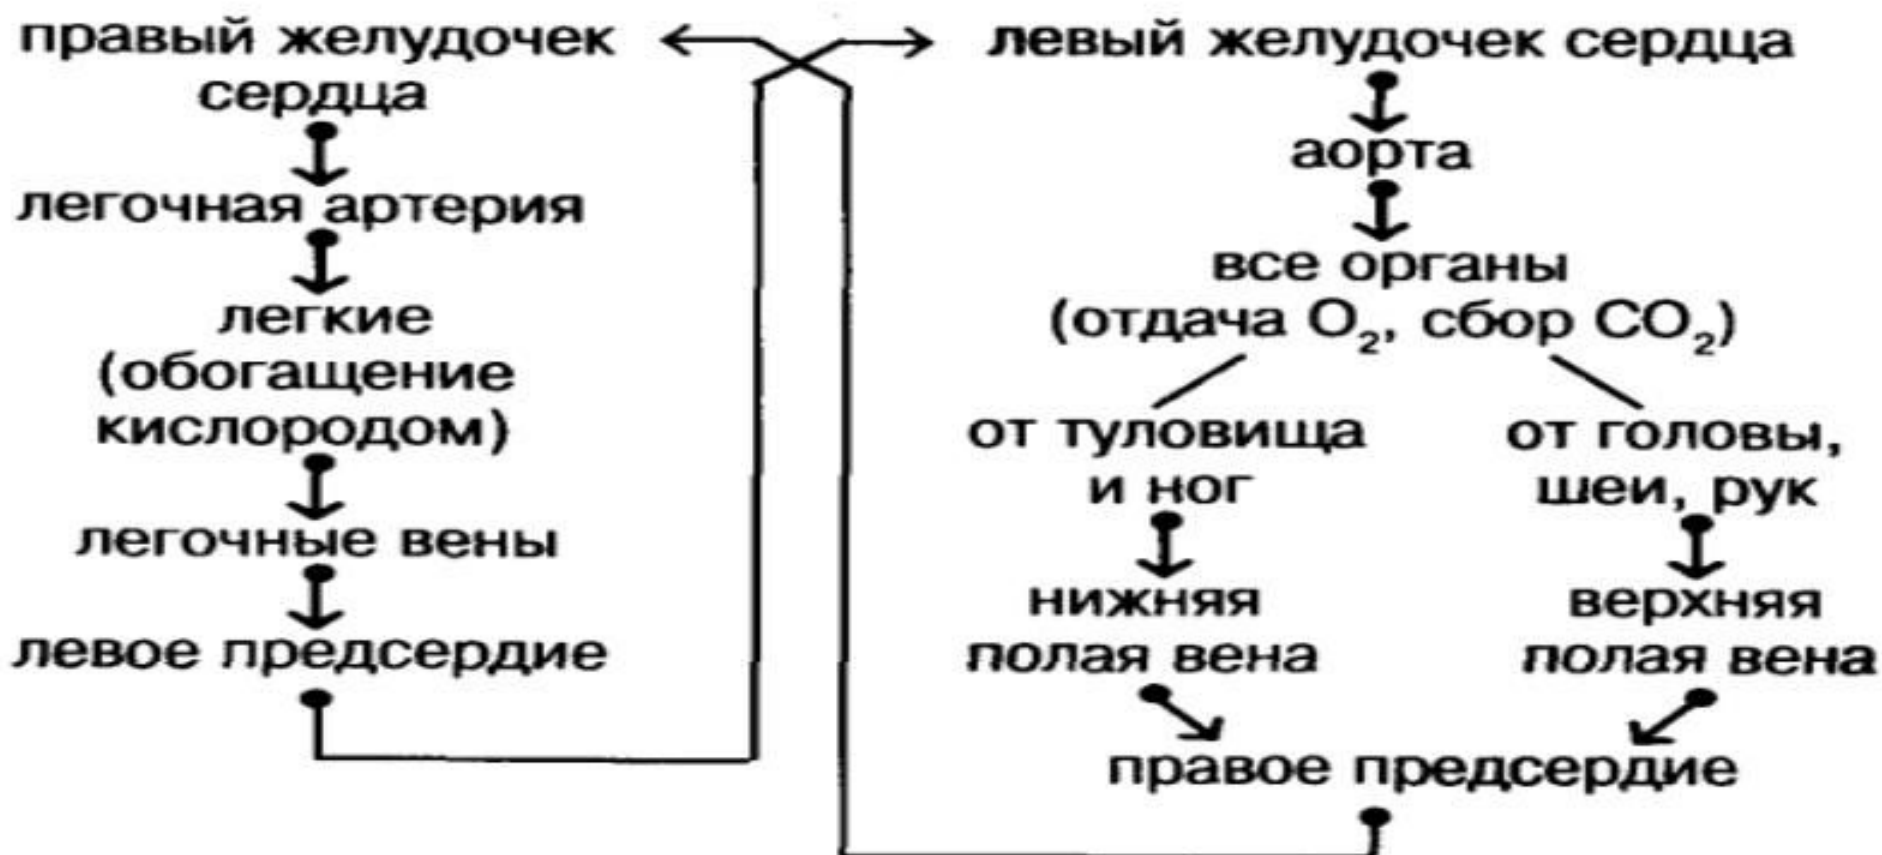 правый желудочек
сердца
легочная артерия
легкие
(обогащение
кислородом)
легочные вены
левое предсердие
левый желудочек сердца
аорта
все органы
(отдача O₂, сбор CO₂)
от туловища
и ног
нижняя
полая вена
от головы,
шеи, рук
верхняя
полая вена
правое предсердие